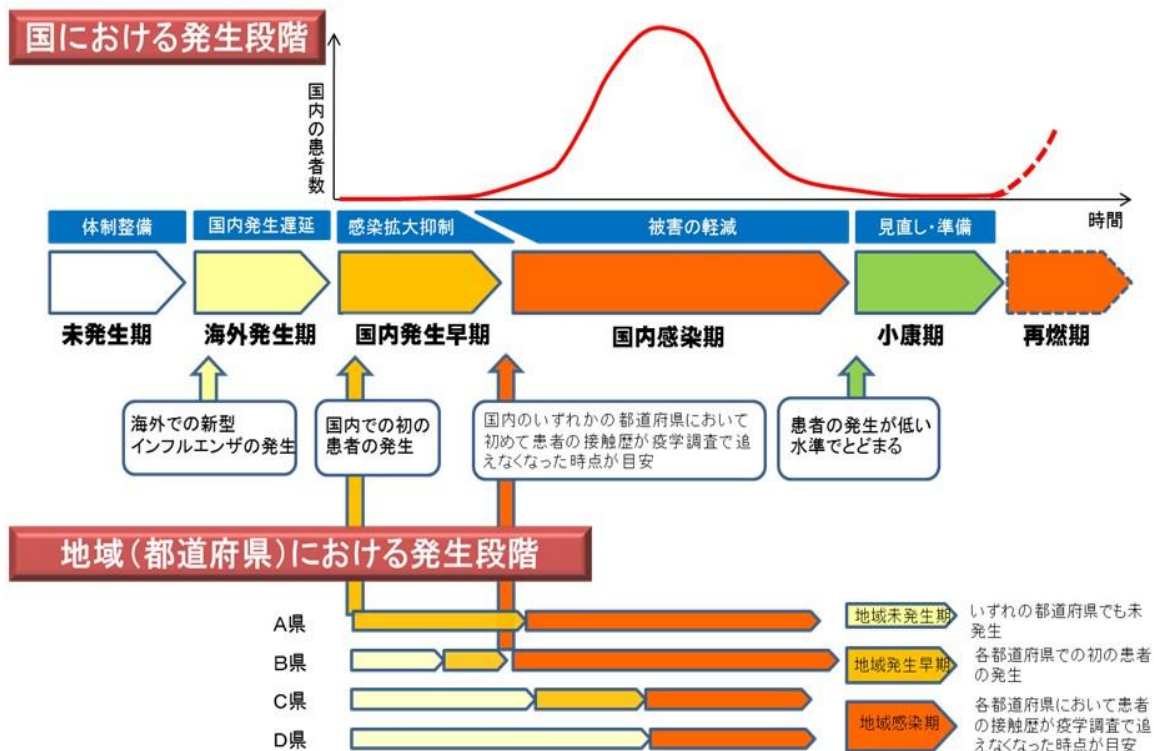 国における発生段階
国内の患者数
時間
体制整備
国内発生遅延
感染拡大抑制
被害の軽減
見直し・準備
未発生期
海外発生期
国内発生早期
国内感染期
小康期
再燃期
海外での新型
インフルエンザの発生
国内での初の
患者の発生
国内のいずれかの都道府県において
初めて患者の接触歴が疫学調査で追
えなくなった時点が目安
患者の発生が低い
水準でとどまる
地域(都道府県)における発生段階
A県
B県
C県
D県
地域未発生期
いずれの都道府県でも未
発生
地域発生早期
各都道府県での初の患者
の発生
地域感染期
各都道府県において患者
の接触歴が疫学調査で追
えなくなった時点が目安